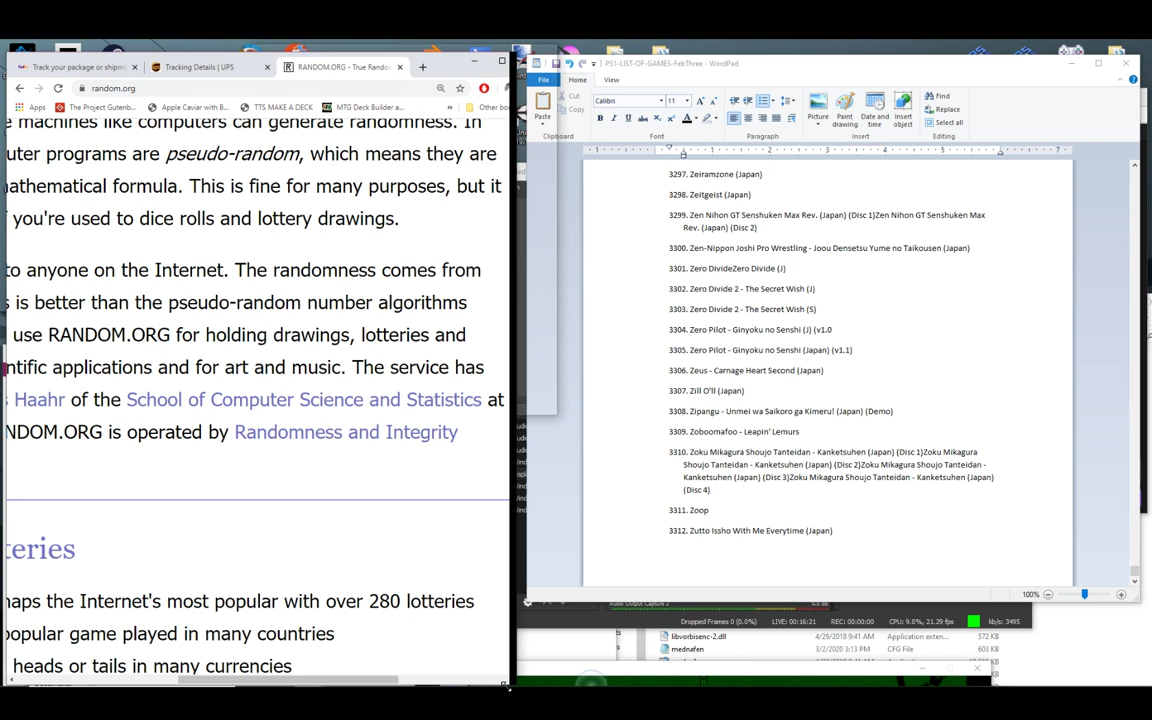 Track your package or shipm
Tracking Details | UPS
RANDOM.ORG - True Rando
random.org
Apps
The Project Gutenb...
Apple Caviar with B...
TTS MAKE A DECK
MTG Deck Builder a...
»
Other boo
e machines like computers can generate randomness. In
uter programs are pseudo-random, which means they are
athematical formula. This is fine for many purposes, but it
you're used to dice rolls and lottery drawings.
to anyone on the Internet. The randomness comes from
s is better than the pseudo-random number algorithms
use RANDOM.ORG for holding drawings, lotteries and
ntific applications and for art and music. The service has
Haahr of the School of Computer Science and Statistics at
NDOM.ORG is operated by Randomness and Integrity
teries
haps the Internet's most popular with over 280 lotteries
popular game played in many countries
heads or tails in many currencies
PS1-LIST-OF-GAMES-FebThree - WordPad
File
Home
View
Paste
Cut
Copy
Clipboard
Calibri
11
Font
Paragraph
Picture
Paint drawing
Date and time
Insert object
Insert
Find
Replace
Select all
Editing
1 1 2 3 4 5 7
3297. Zeiramzone (Japan)
3298. Zeitgeist (Japan)
3299. Zen Nihon GT Senshuken Max Rev. (Japan) (Disc 1)Zen Nihon GT Senshuken Max
Rev. (Japan) (Disc 2)
3300. Zen-Nippon Joshi Pro Wrestling - Joou Densetsu Yume no Taikousen (Japan)
3301. Zero DivideZero Divide (J)
3302. Zero Divide 2 - The Secret Wish (J)
3303. Zero Divide 2 - The Secret Wish (S)
3304. Zero Pilot - Ginyoku no Senshi (J) (v1.0
3305. Zero Pilot - Ginyoku no Senshi (Japan) (v1.1)
3306. Zeus - Carnage Heart Second (Japan)
3307. Zill O'll (Japan)
3308. Zipangu - Unmei wa Saikoro ga Kimeru! (Japan) (Demo)
3309. Zoboomafoo - Leapin' Lemurs
3310. Zoku Mikagura Shoujo Tanteidan - Kanketsuhen (Japan) (Disc 1)Zoku Mikagura
Shoujo Tanteidan - Kanketsuhen (Japan) (Disc 2)Zoku Mikagura Shoujo Tanteidan -
Kanketsuhen (Japan) (Disc 3)Zoku Mikagura Shoujo Tanteidan - Kanketsuhen (Japan)
(Disc 4)
3311. Zoop
3312. Zutto Issho With Me Everytime (Japan)
100%
Audio Output Capture 2
0.0 dB
Dropped Frames 0 (0.0%)
LIVE: 00:16:21
REC: 00:00:00
CPU: 9.0%, 21.29 fps
kb/s: 3495
libvorbisenc-2.dll
4/29/2018 9:41 AM
Application exten...
mednafen
3/2/2020 3:13 PM
CFG File
603 KB